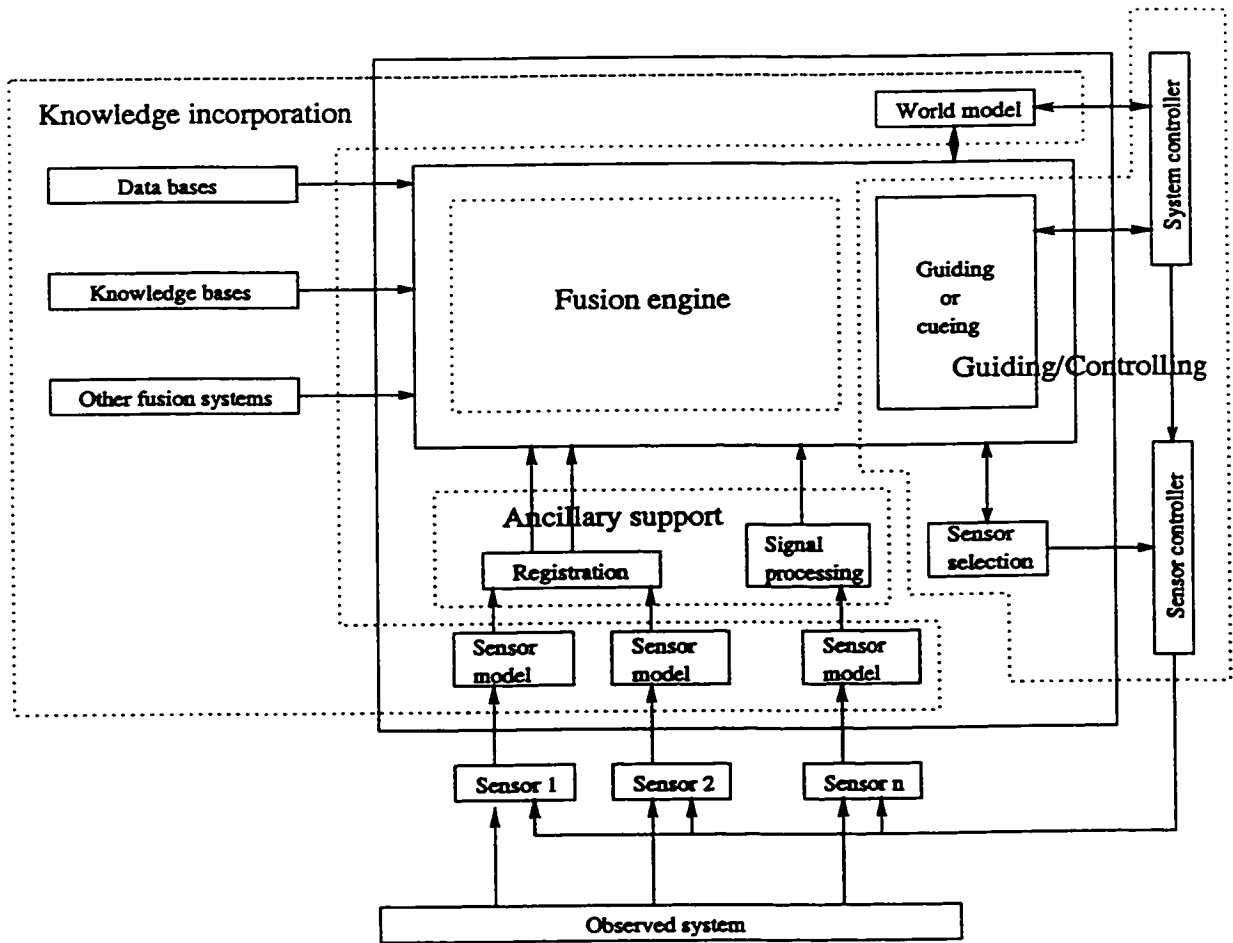 Knowledge incorporation
World model
System controller
Data bases
Knowledge bases
Other fusion systems
Fusion engine
Guiding
or
cueing
Guiding/Controlling
Ancillary support
Registration
Signal
processing
Sensor
selection
Sensor controller
Sensor
model
Sensor
model
Sensor
model
Sensor 1
Sensor 2
Sensor n
Observed system